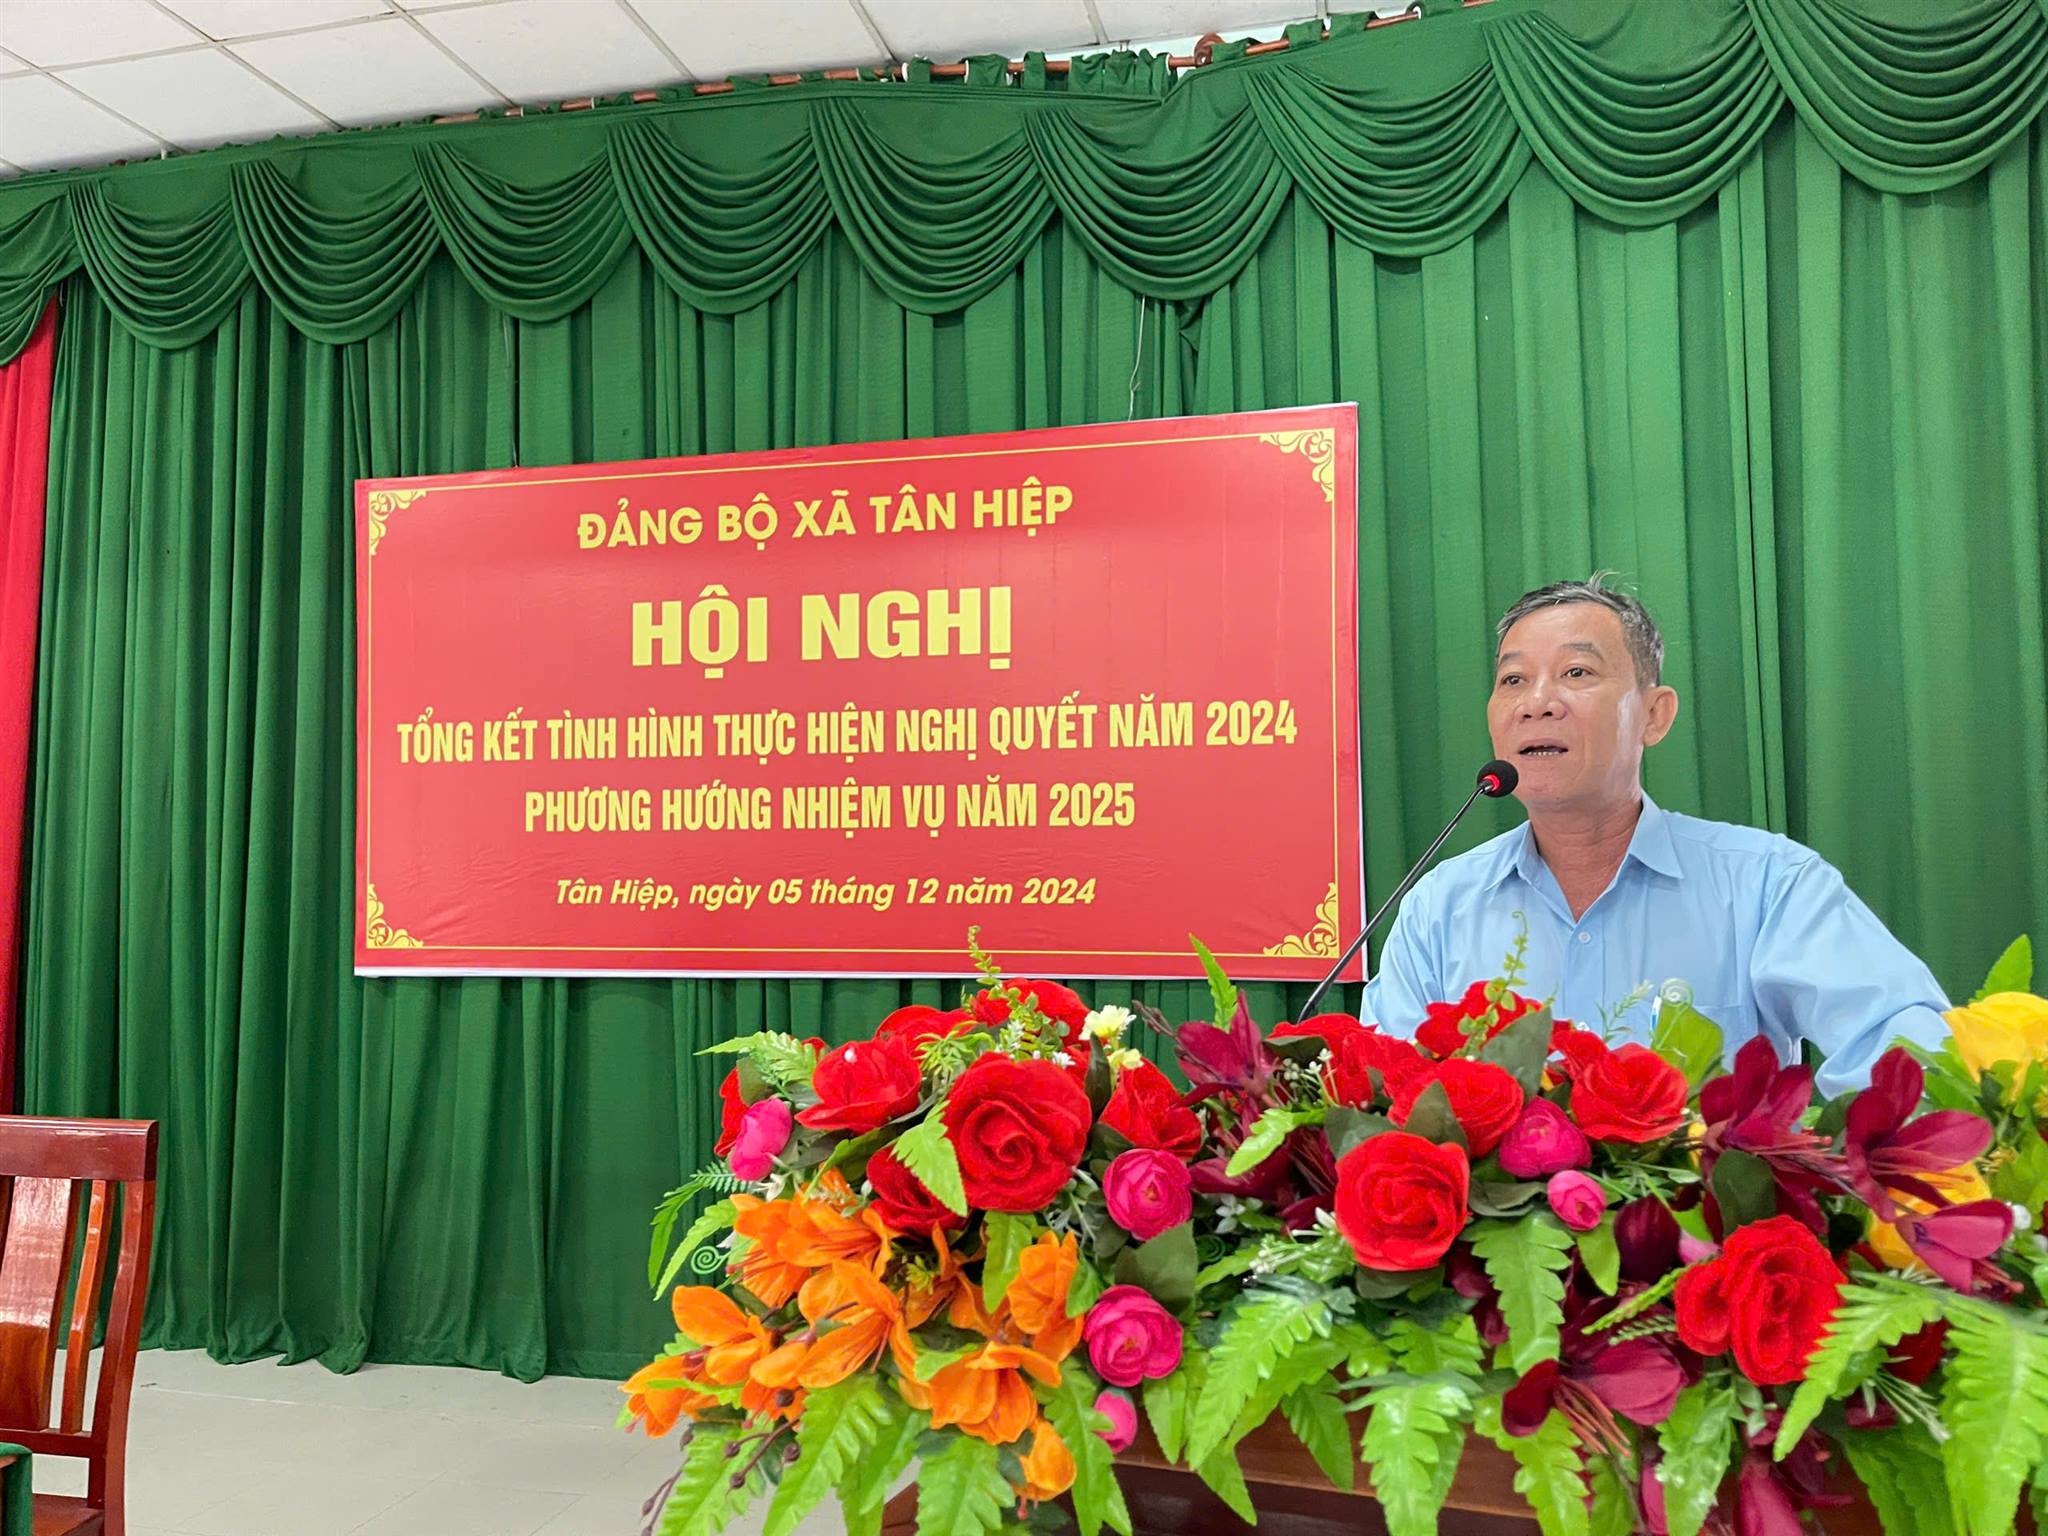 ĐẢNG BỘ XÃ TÂN HIỆP
HỘI NGHỊ
TỔNG KẾT TÌNH HÌNH THỰC HIỆN NGHỊ QUYẾT NĂM 2024
PHƯƠNG HƯỚNG NHIỆM VỤ NĂM 2025
Tân Hiệp, ngày 05 tháng 12 năm 2024